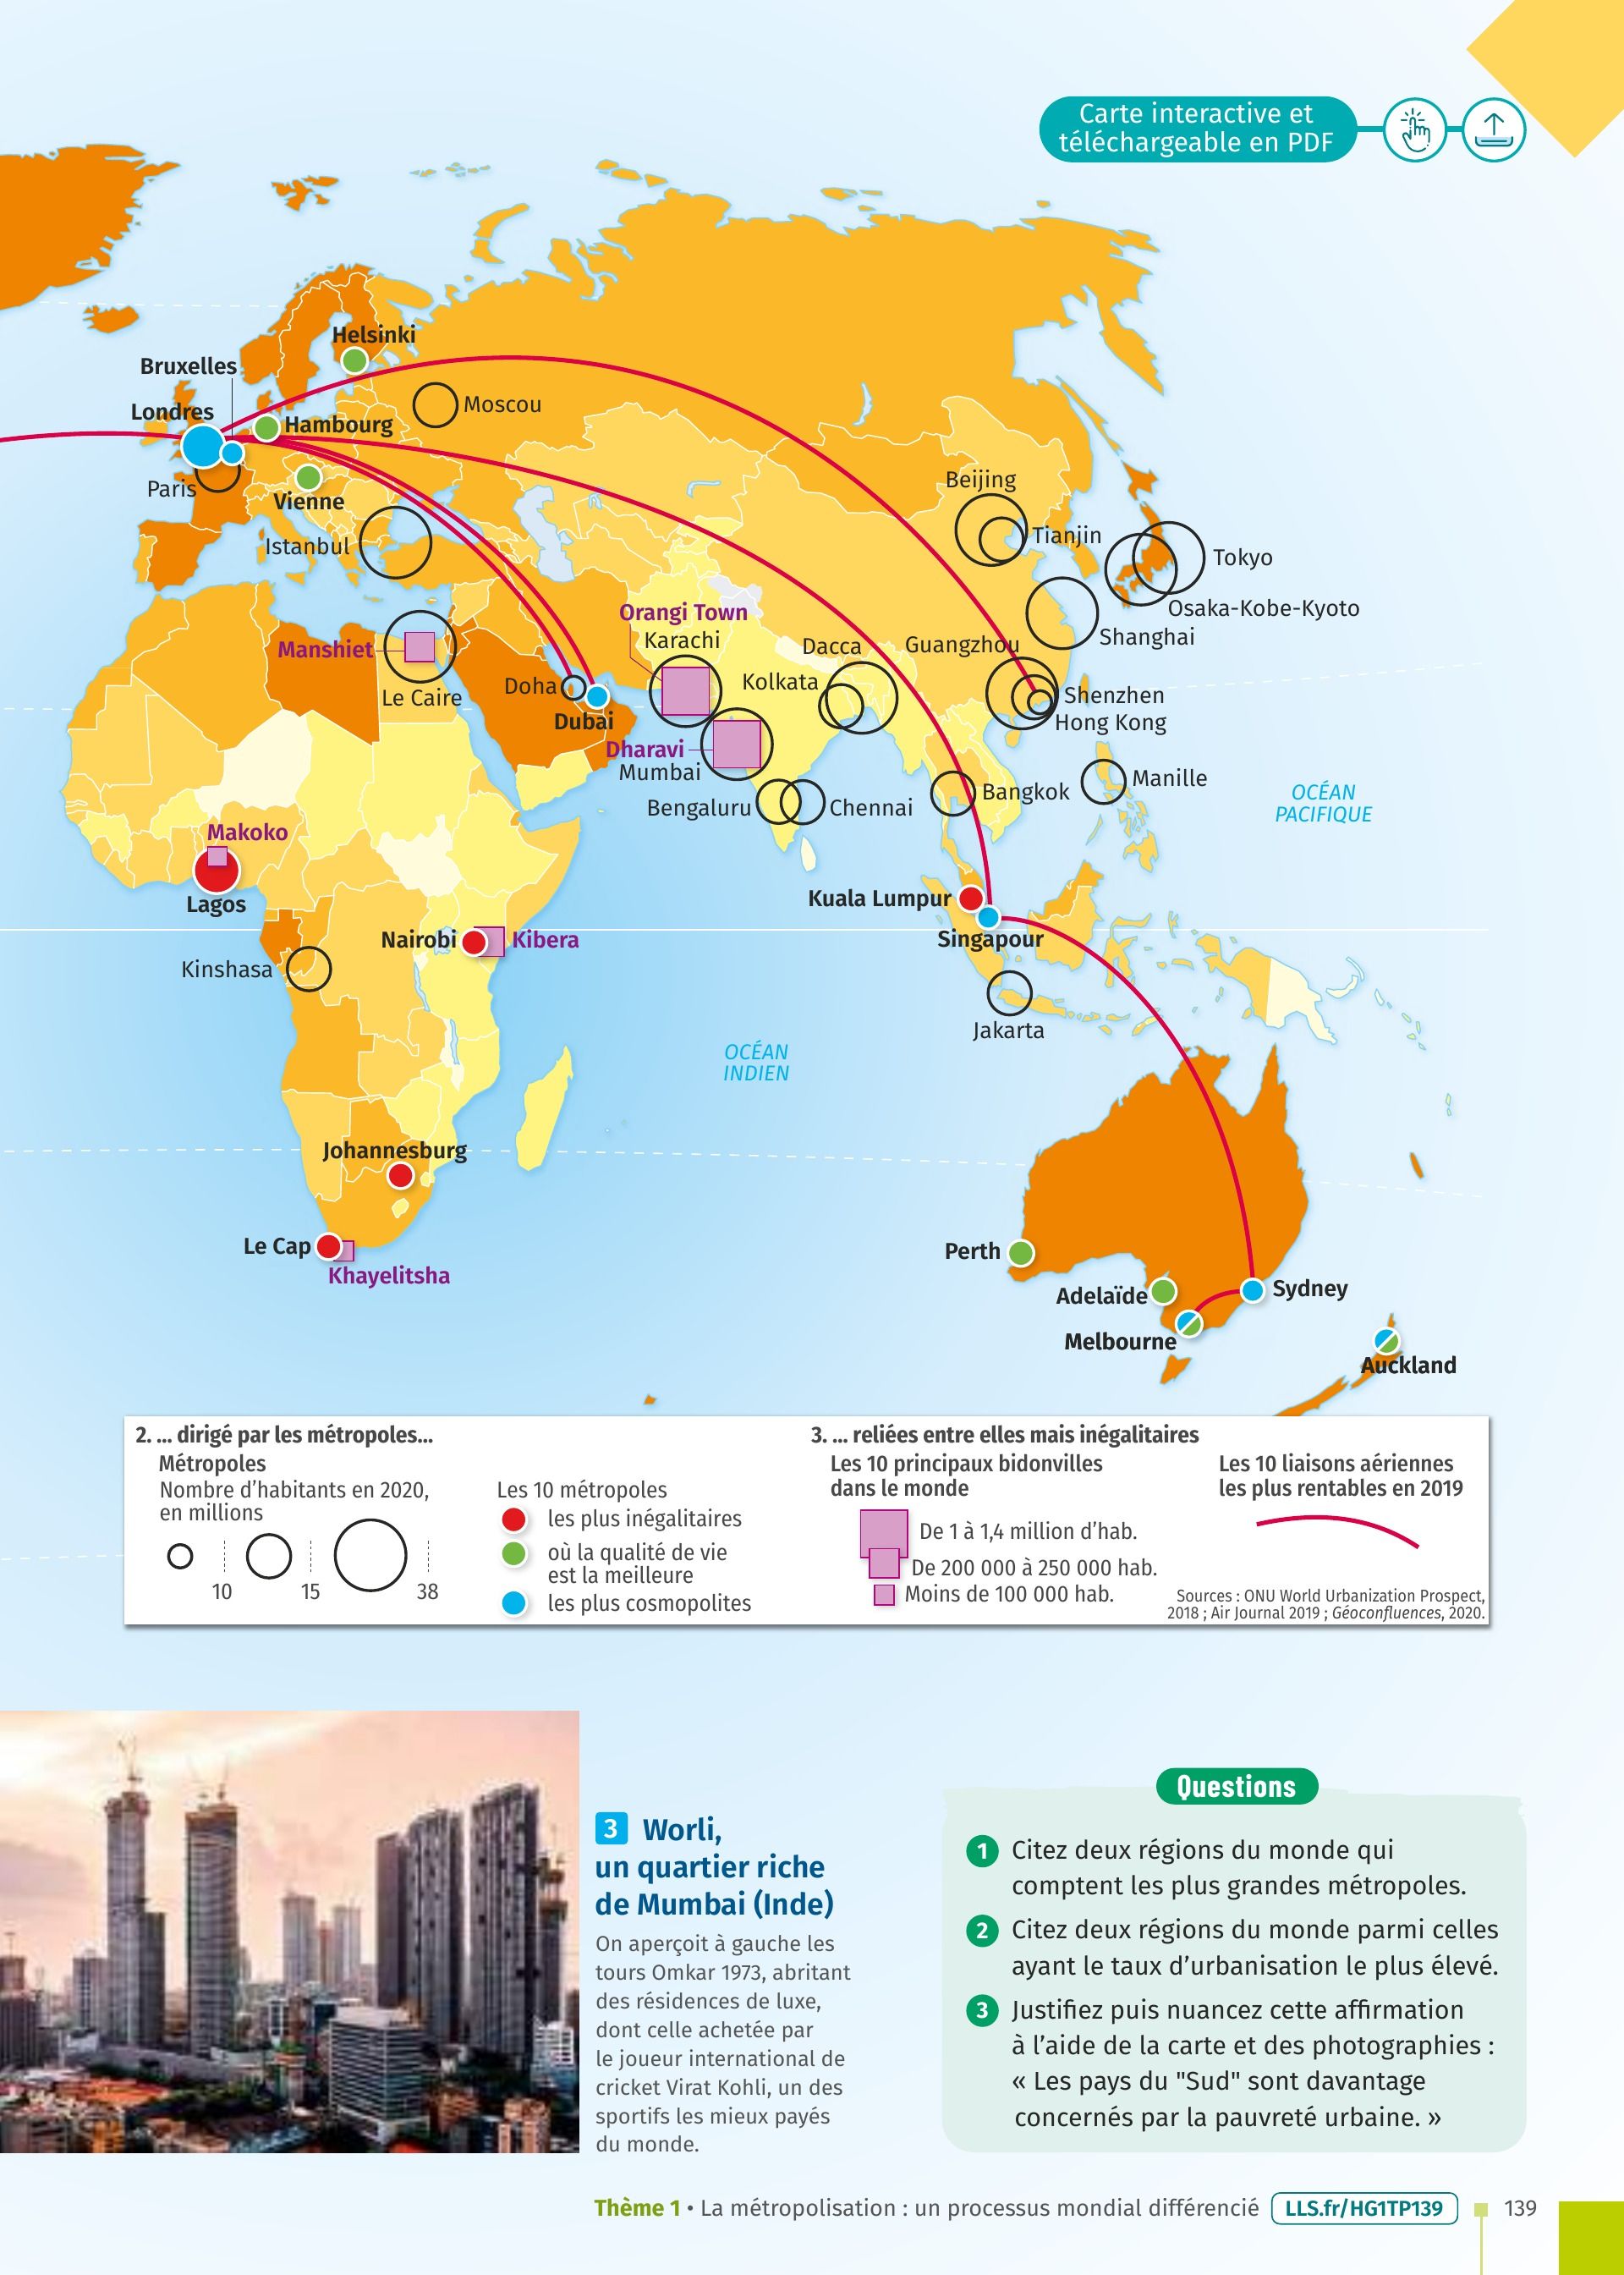 Carte interactive et
téléchargeable en PDF
Helsinki
Bruxelles
Moscou
Londres
Hambourg
Paris
Vienne
Istanbul
Beijing
Tianjin
Tokyo
Osaka-Kobe-Kyoto
Shanghai
Orangi Town
Karachi
Manshiet
Le Caire
Dacca
Guangzhou
Kolkata
Doha
Dubai
Shenzhen
Hong Kong
Dharavi
Mumbai
Bengaluru
Chennai
Bangkok
Manille
OCÉAN
PACIFIQUE
Makoko
Lagos
Kuala Lumpur
Singapour
Nairobi
Kibera
Kinshasa
Jakarta
OCÉAN
INDIEN
Johannesburg
Le Cap
Khayelitsha
Perth
Adelaïde
Sydney
Melbourne
Auckland
2. ... dirigé par les métropoles...
Métropoles
Nombre d’habitants en 2020,
en millions
10
15
38
Les 10 métropoles
les plus inégalitaires
où la qualité de vie
est la meilleure
les plus cosmopolites
3. ... reliées entre elles mais inégalitaires
Les 10 principaux bidonvilles
dans le monde
De 1 à 1,4 million d’hab.
De 200 000 à 250 000 hab.
Moins de 100 000 hab.
Les 10 liaisons aériennes
les plus rentables en 2019
Sources : ONU World Urbanization Prospect,
2018 ; Air Journal 2019 ; Géoconfluences, 2020.
3 Worli,
un quartier riche
de Mumbai (Inde)
On aperçoit à gauche les
tours Omkar 1973, abritant
des résidences de luxe,
dont celle achetée par
le joueur international de
cricket Virat Kohli, un des
sportifs les mieux payés
du monde.
Questions
1 Citez deux régions du monde qui
comptent les plus grandes métropoles.
2 Citez deux régions du monde parmi celles
ayant le taux d’urbanisation le plus élevé.
3 Justifiez puis nuancez cette affirmation
à l’aide de la carte et des photographies :
« Les pays du "Sud" sont davantage
concernés par la pauvreté urbaine. »
Thème 1 • La métropolisation : un processus mondial différencié LLS.fr/HG1TP139 139